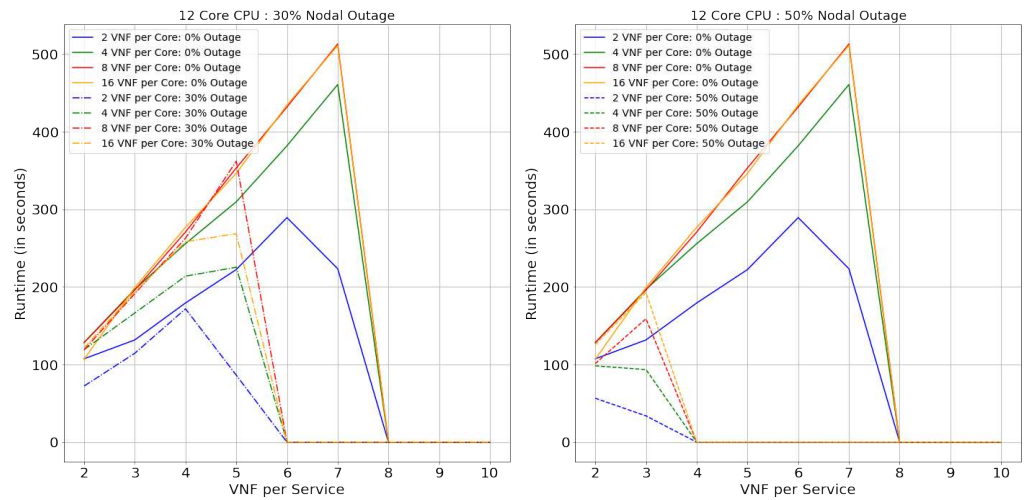 12 Core CPU : 30% Nodal Outage
2 VNF per Core: 0% Outage
4 VNF per Core: 0% Outage
8 VNF per Core: 0% Outage
16 VNF per Core: 0% Outage
2 VNF per Core: 30% Outage
4 VNF per Core: 30% Outage
8 VNF per Core: 30% Outage
16 VNF per Core: 30% Outage
Runtime (in seconds)
500
400
300
200
100
0
2 3 4 5 6 7 8 9 10
VNF per Service
12 Core CPU : 50% Nodal Outage
2 VNF per Core: 0% Outage
4 VNF per Core: 0% Outage
8 VNF per Core: 0% Outage
16 VNF per Core: 0% Outage
2 VNF per Core: 50% Outage
4 VNF per Core: 50% Outage
8 VNF per Core: 50% Outage
16 VNF per Core: 50% Outage
Runtime (in seconds)
500
400
300
200
100
0
2 3 4 5 6 7 8 9 10
VNF per Service